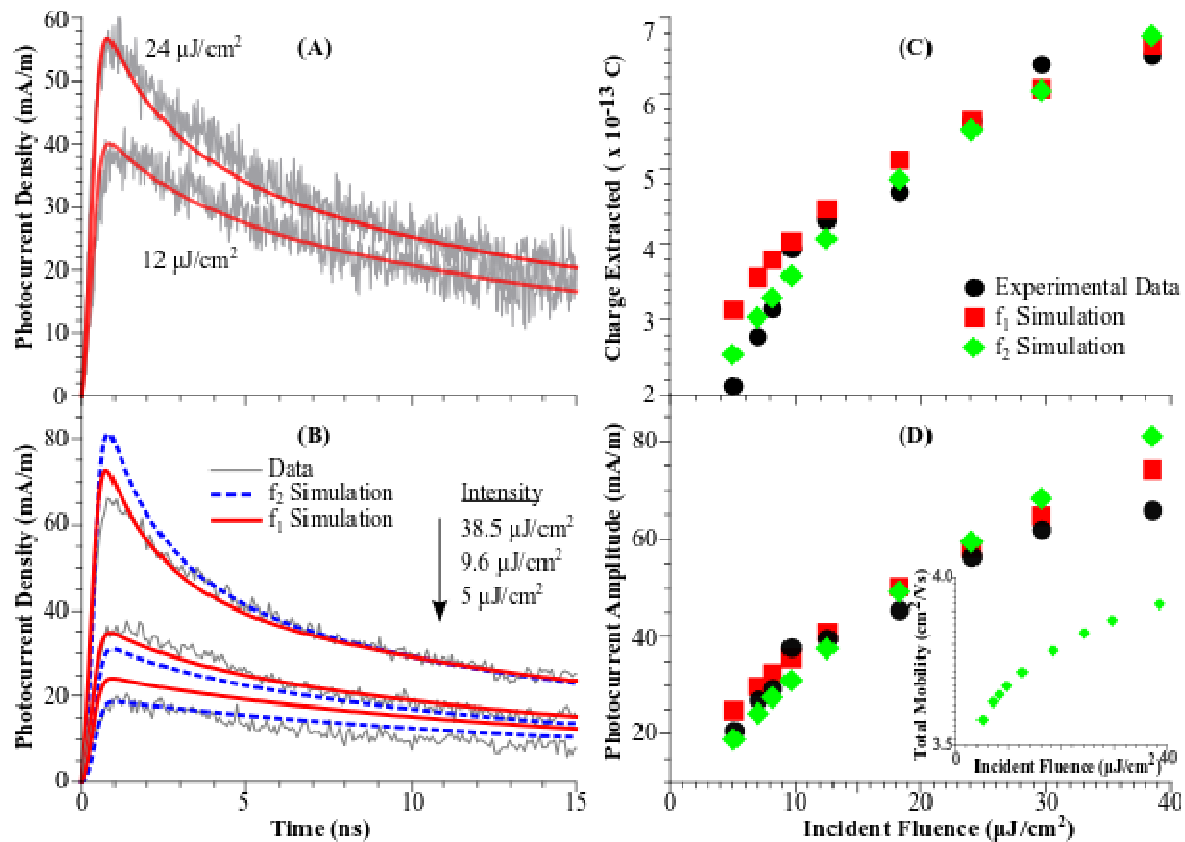 (A)
24 μJ/cm²
12 μJ/cm²
Photocurrent Density (mA/m)
60
50
40
30
20
10
0
(B)
Data
f₂ Simulation
f₁ Simulation
Intensity
38.5 μJ/cm²
9.6 μJ/cm²
5 μJ/cm²
Photocurrent Density (mA/m)
80
60
40
20
0
0
5
10
15
Time (ns)
(C)
Charge Extracted ( x 10⁻¹³ C)
7
6
5
4
3
2
Experimental Data
f₁ Simulation
f₂ Simulation
(D)
Photocurrent Amplitude (mA/m)
80
60
40
20
Total Mobility (cm²/Vs)
4.0
3.5
0
40
Incident Fluence (μJ/cm²)
0
10
20
30
40
Incident Fluence (μJ/cm²)